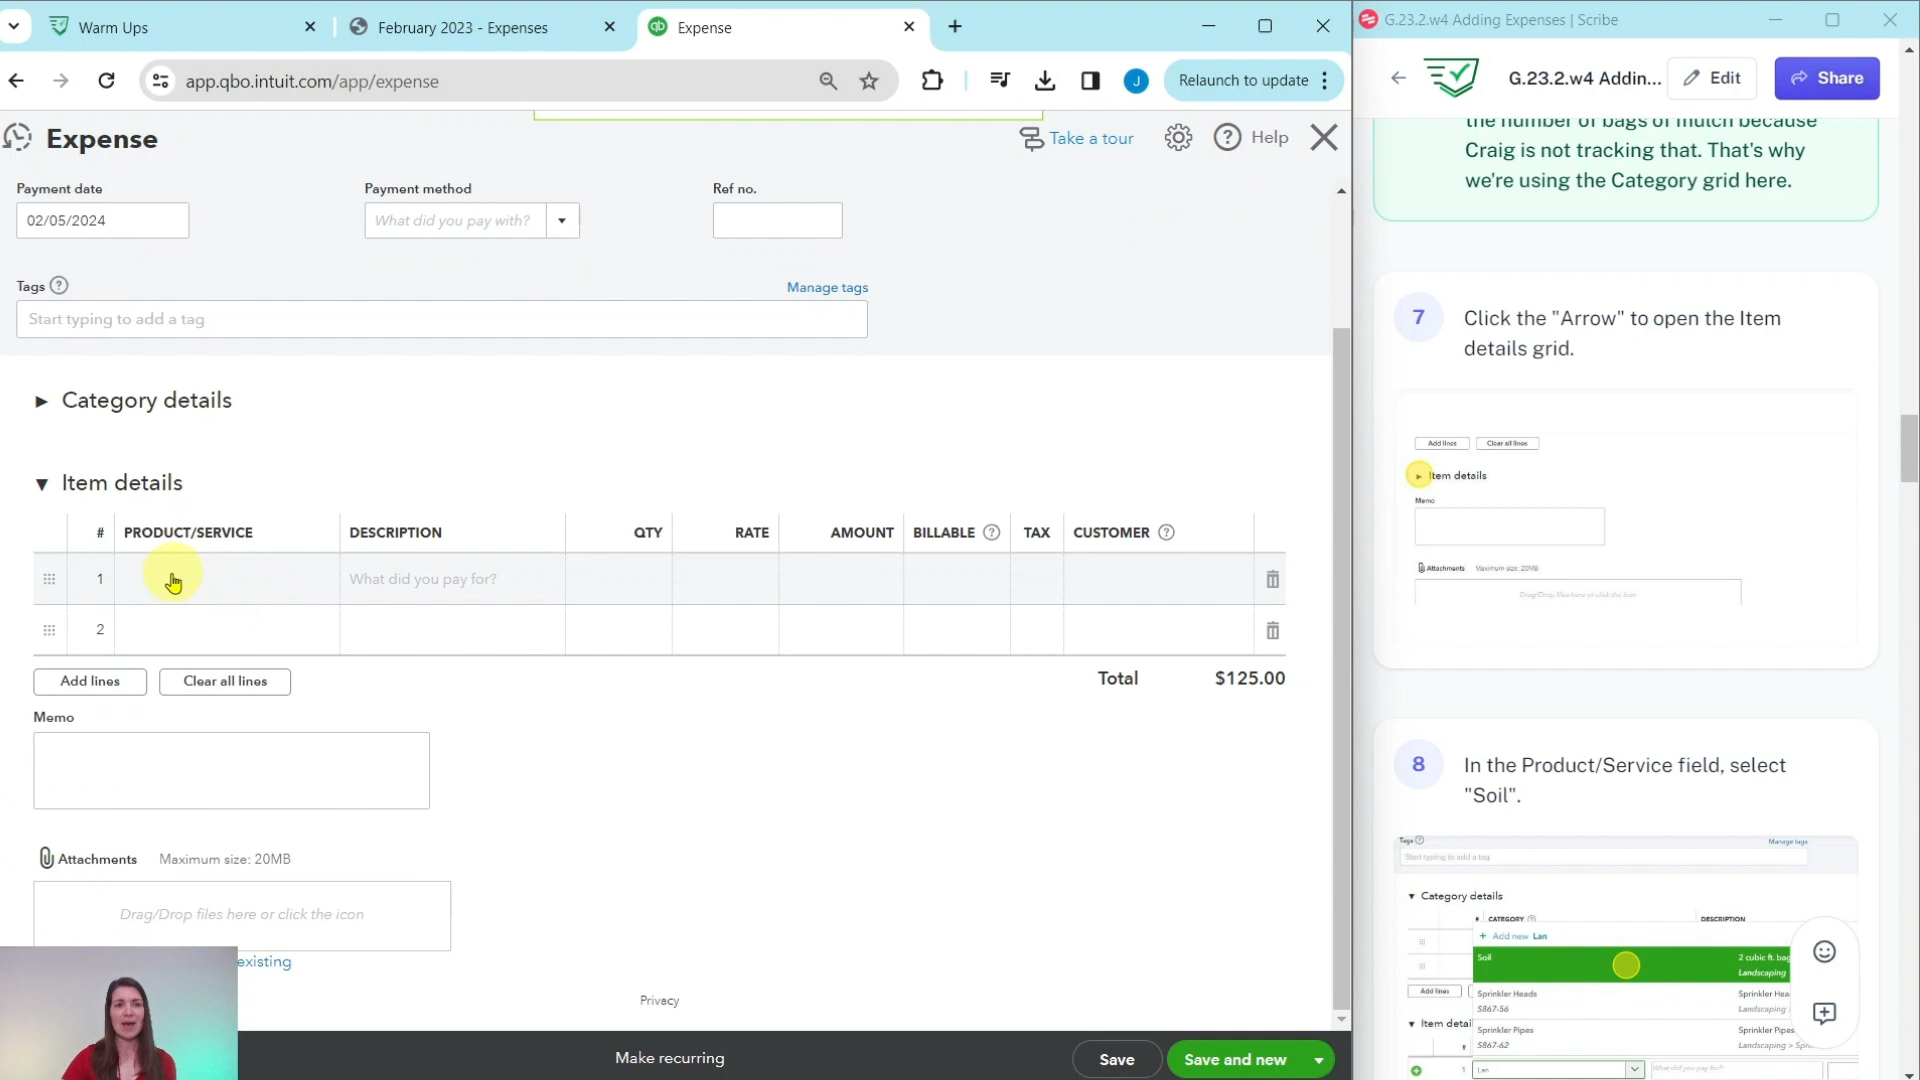 Warm Ups
February 2023 - Expenses
Expense
G.23.2.w4 Adding Expenses | Scribe
app.qbo.intuit.com/app/expense
J
Relaunch to update
G.23.2.w4 Addin...
Edit
Share
Expense
Take a tour
Help
Payment date
Payment method
Ref no.
02/05/2024
What did you pay with?
Tags
Manage tags
Start typing to add a tag
Category details
Item details
# PRODUCT/SERVICE DESCRIPTION QTY RATE AMOUNT BILLABLE TAX CUSTOMER
1 What did you pay for?
2
Add lines
Clear all lines
Total $125.00
Memo
Attachments Maximum size: 20MB
Drag/Drop files here or click the icon
existing
Privacy
Make recurring
Save
Save and new
the number of bags of mulch because
Craig is not tracking that. That's why
we're using the Category grid here.
7
Click the "Arrow" to open the Item
details grid.
Add lines
Clear all lines
Item details
Memo
Attachments Maximum size: 20MB
Drag/Drop files here or click the icon
8
In the Product/Service field, select
"Soil".
Tags
Manage tags
Start typing to add a tag
Category details
# CATEGORY DESCRIPTION
+ Add new Lan
Soil 2 cubic ft. bag
Landscaping
Add lines
Sprinkler Heads Sprinkler Hea
S867-56 Landscaping
Item detai
Sprinkler Pipes Sprinkler Pipes
S867-62 Landscaping > Spri
1 Lan What did you pay for?